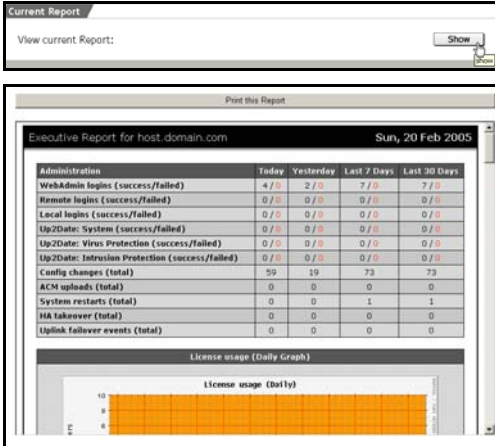 Current Report
View current Report:
Show
show
Print this Report
Executive Report for host.domain.com Sun, 20 Feb 2005
Administration Today Yesterday Last 7 Days Last 30 Days
WebAdmin logins (success/failed) 4 / 0 2 / 0 7 / 0 7 / 0
Remote logins (success/failed) 0 / 0 0 / 0 0 / 0 0 / 0
Local logins (success/failed) 0 / 0 0 / 0 0 / 0 0 / 0
Up2Date: System (success/failed) 0 / 0 0 / 0 0 / 0 0 / 0
Up2Date: Virus Protection (success/failed) 0 / 0 0 / 0 0 / 0 0 / 0
Up2Date: Intrusion Protection (success/failed) 0 / 0 0 / 0 0 / 0 0 / 0
Config changes (total) 59 19 73 73
ACM uploads (total) 0 0 0 0
System restarts (total) 0 0 1 1
HA takeover (total) 0 0 0 0
Uplink failover events (total) 0 0 0 0
License usage (Daily Graph)
License usage (Daily)
10
8
6